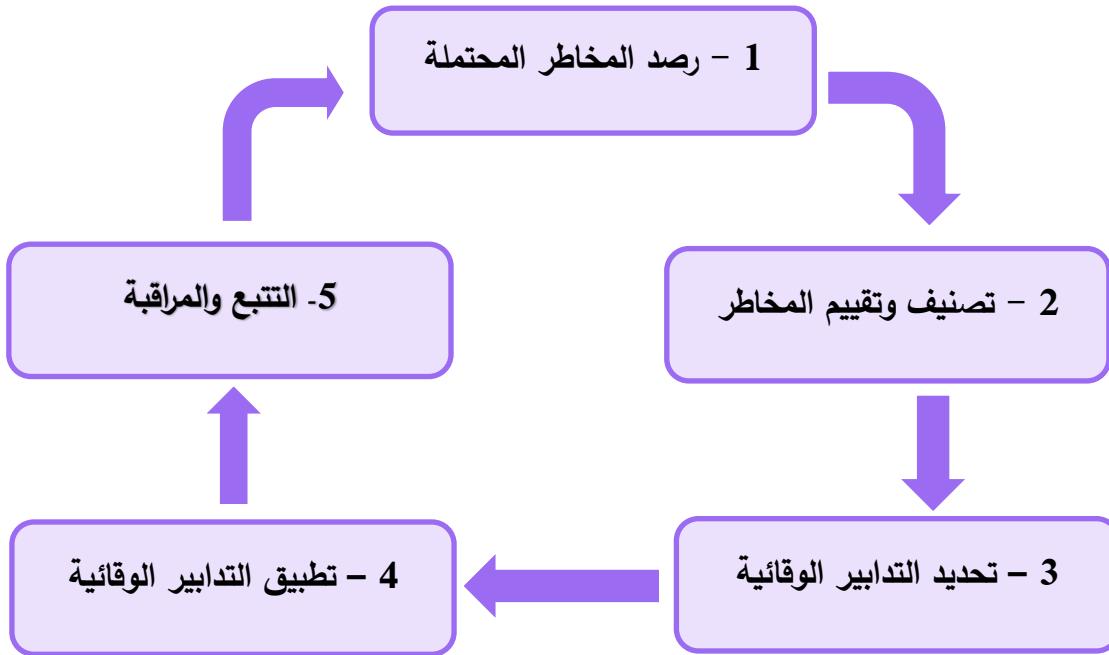 1 – رصد المخاطر المحتملة
2 – تصنيف وتقييم المخاطر
3 – تحديد التدابير الوقائية
4 – تطبيق التدابير الوقائية
5- التتبع والمراقبة